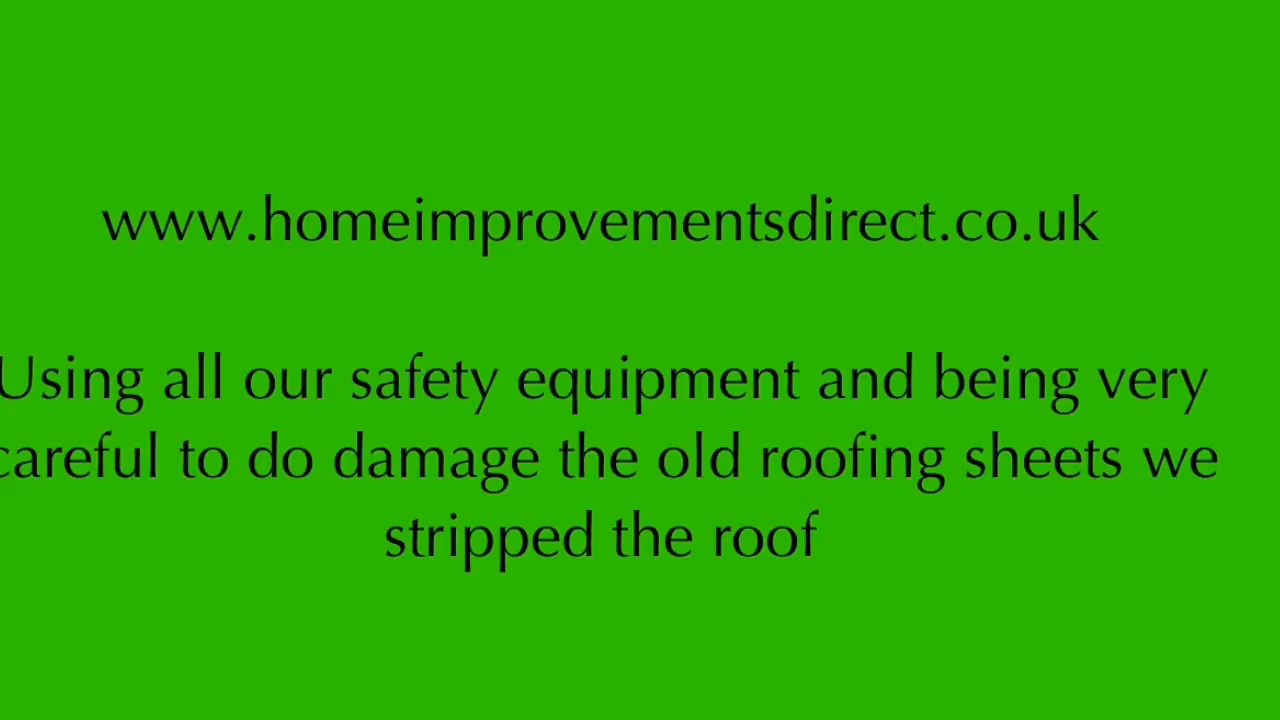 www.homeimprovementsdirect.co.uk
Using all our safety equipment and being very
careful to do damage the old roofing sheets we
stripped the roof